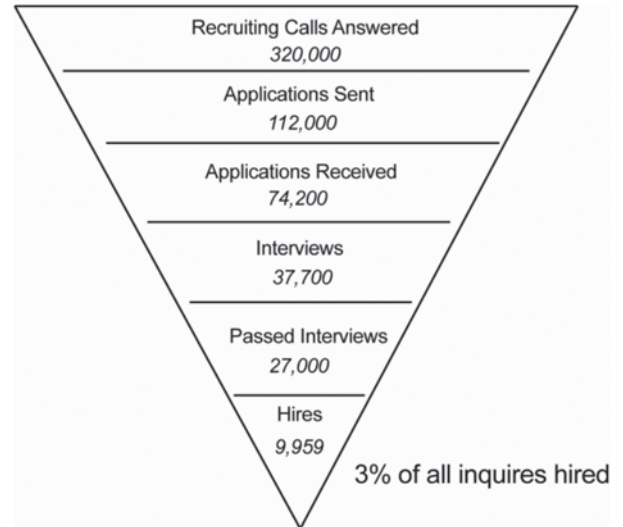 Recruiting Calls Answered
320,000
Applications Sent
112,000
Applications Received
74,200
Interviews
37,700
Passed Interviews
27,000
Hires
9,959
3% of all inquires hired